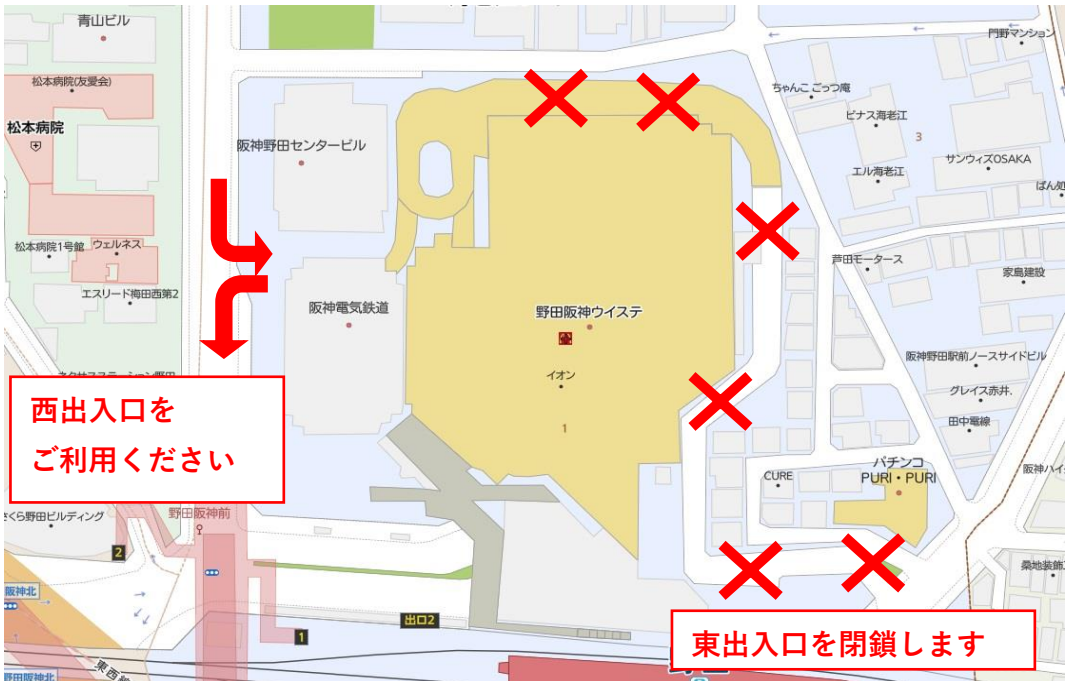 青山ビル
門野マンション
松本病院(友愛会)
ちゃんこ ごっつ庵
松本病院
ビナス海老江
3
阪神野田センタービル
サンウィズOSAKA
エル海老江
ばん処
松本病院1号館
ウェルネス
芦田モータース
家島建設
エスリード梅田西第2
阪神電気鉄道
野田阪神ウイステ
阪神野田駅前ノースサイドビル
イオン
グレイス赤井.
1
田中電線
西出入口を
ご利用ください
パチンコ
PURI・PURI
CURE
阪神ハイ
さくら野田ビルディング
野田阪神前
2
桑地装飾
阪神北
出口2
1
東出入口を閉鎖します
東西線
野田阪神北